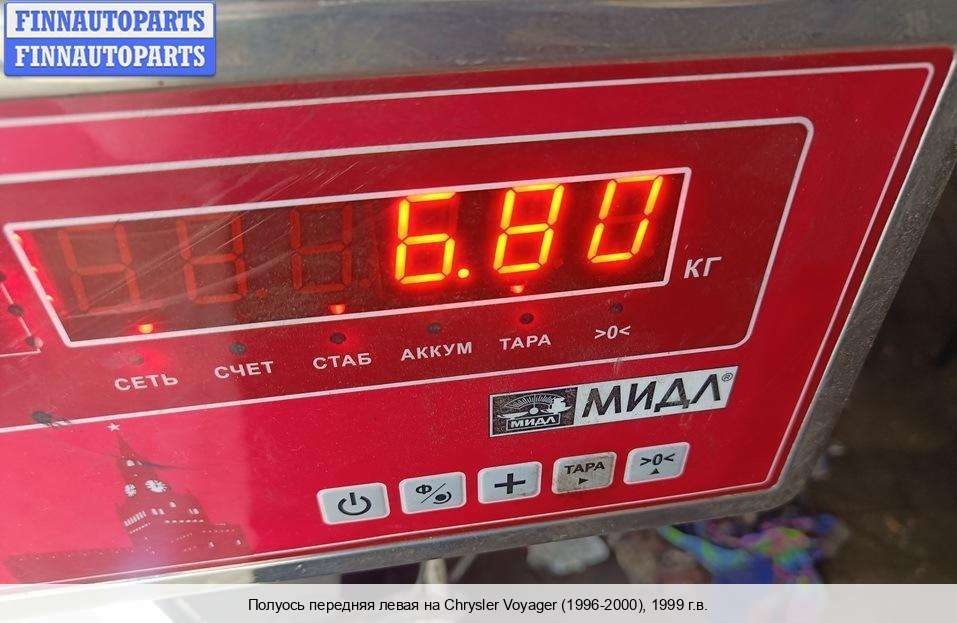 FINNAUTOPARTS
FINNAUTOPARTS
6.80
КГ
СЕТЬ СЧЕТ СТАБ АККУМ ТАРА >0<
МИДЛ МИДЛ®
Ф
+
ТАРА
>0<
Полуось передняя левая на Chrysler Voyager (1996-2000), 1999 г.в.